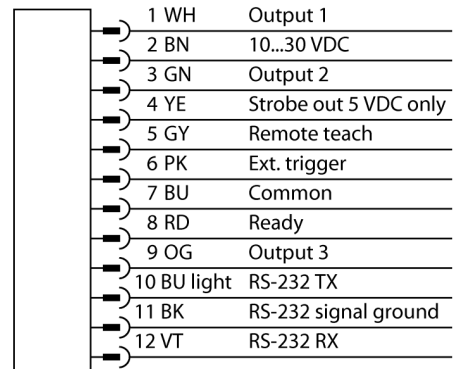 1 WH Output 1
2 BN 10...30 VDC
3 GN Output 2
4 YE Strobe out 5 VDC only
5 GY Remote teach
6 PK Ext. trigger
7 BU Common
8 RD Ready
9 OG Output 3
10 BU light RS-232 TX
11 BK RS-232 signal ground
12 VT RS-232 RX